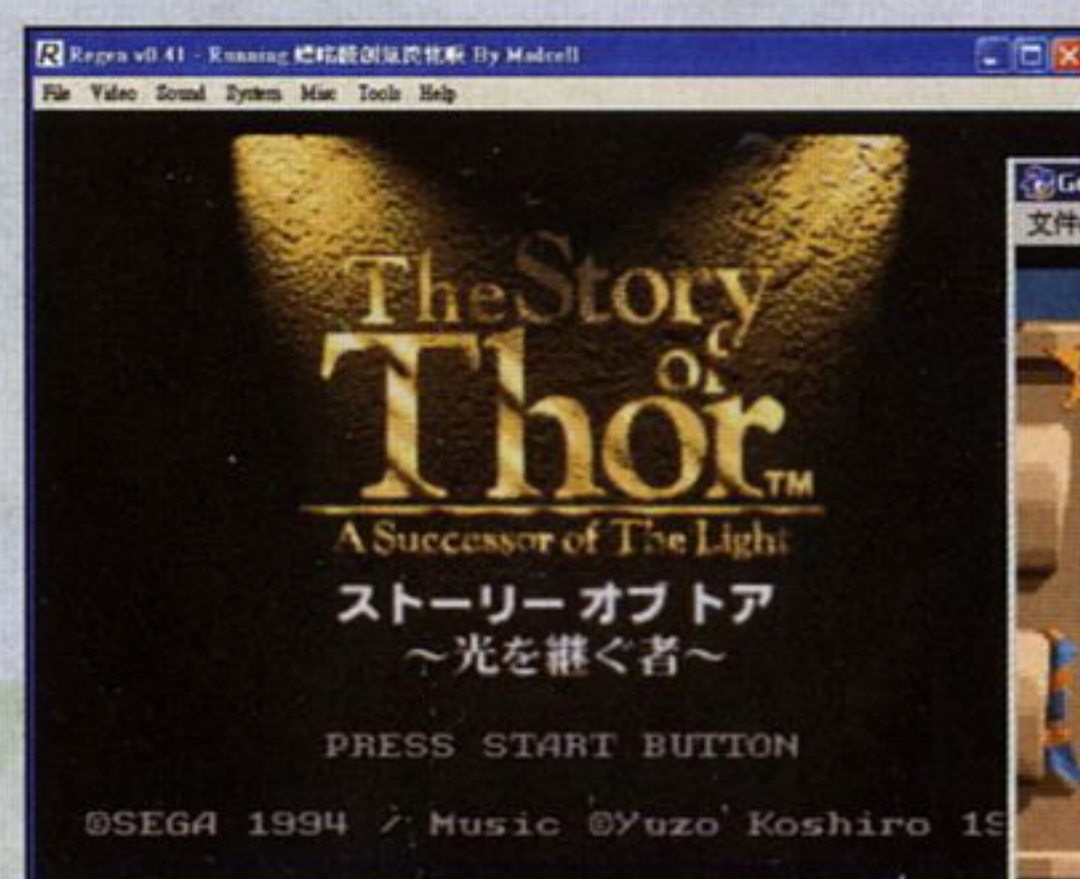 Regen v0.41 - Running By Madcell
File Video Sound System Misc Tools Help
文件
The Story
of
Thor™
A Successor of The Light
ストーリー オブ トア
～光を継ぐ者～
PRESS START BUTTON
©SEGA 1994 / Music ©Yuzo Koshiro 19